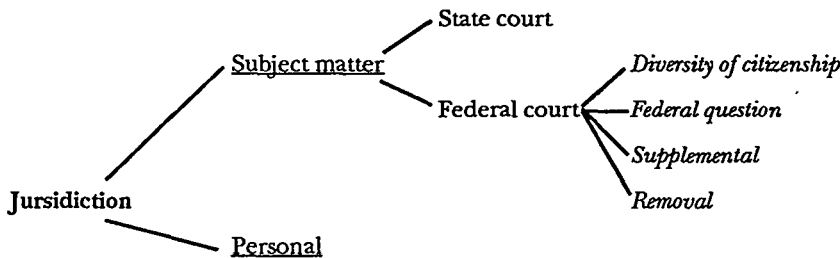 State court
Subject matter
Diversity of citizenship
Federal court
Federal question
Supplemental
Jursidiction
Removal
Personal